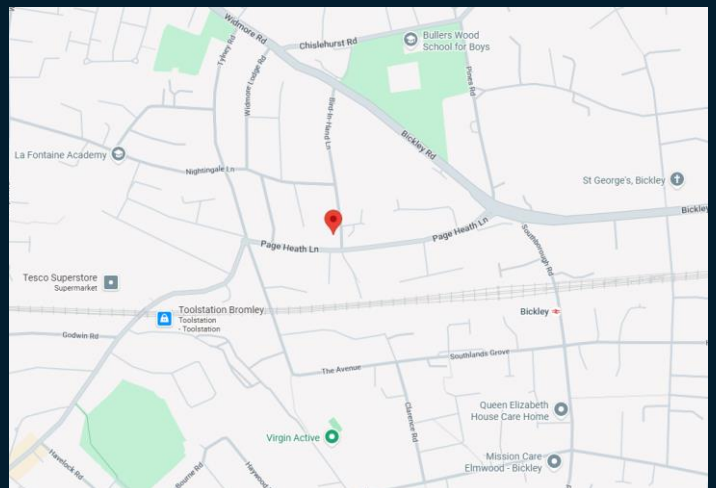 Widmore Rd
Chislehurst Rd
Bullers Wood
School for Boys
Tylney Rd
Widmore Lodge Rd
Pines Rd
Bird-In-Hand Ln
Bickley Rd
La Fontaine Academy
Nightingale Ln
St George's, Bickley
Bickley
Page Heath Ln
Page Heath Ln
Southborough Rd
Tesco Superstore
Supermarket
Toolstation Bromley
Toolstation
- Toolstation
Bickley
Godwin Rd
Southlands Grove
The Avenue
Clarence Rd
Queen Elizabeth
House Care Home
Virgin Active
Mission Care
Elmwood - Bickley
Havelock Rd
Bourne Rd
Haywood